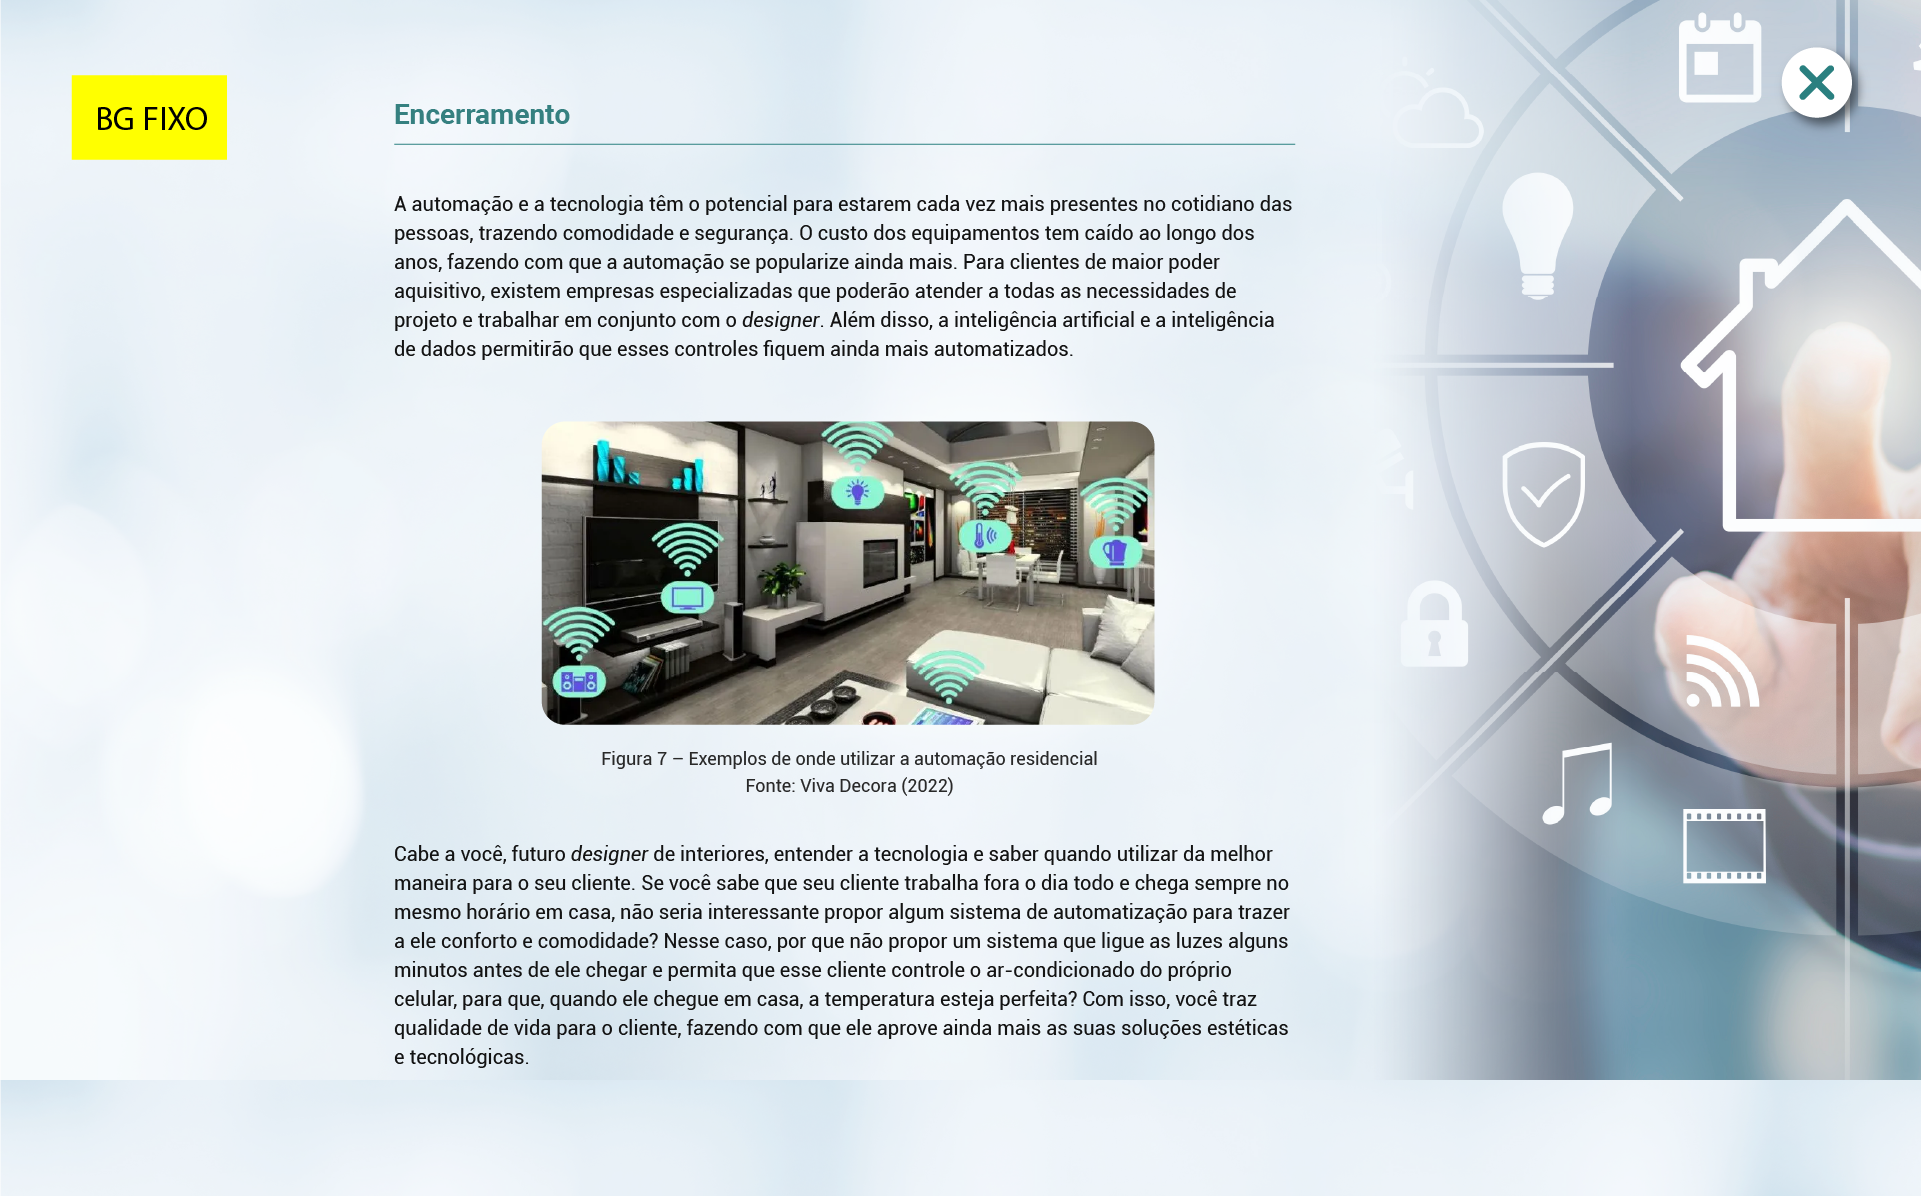 BG FIXO
Encerramento
A automação e a tecnologia têm o potencial para estarem cada vez mais presentes no cotidiano das
pessoas, trazendo comodidade e segurança. O custo dos equipamentos tem caído ao longo dos
anos, fazendo com que a automação se popularize ainda mais. Para clientes de maior poder
aquisitivo, existem empresas especializadas que poderão atender a todas as necessidades de
projeto e trabalhar em conjunto com o designer. Além disso, a inteligência artificial e a inteligência
de dados permitirão que esses controles fiquem ainda mais automatizados.
Figura 7 – Exemplos de onde utilizar a automação residencial
Fonte: Viva Decora (2022)
Cabe a você, futuro designer de interiores, entender a tecnologia e saber quando utilizar da melhor
maneira para o seu cliente. Se você sabe que seu cliente trabalha fora o dia todo e chega sempre no
mesmo horário em casa, não seria interessante propor algum sistema de automatização para trazer
a ele conforto e comodidade? Nesse caso, por que não propor um sistema que ligue as luzes alguns
minutos antes de ele chegar e permita que esse cliente controle o ar-condicionado do próprio
celular, para que, quando ele chegue em casa, a temperatura esteja perfeita? Com isso, você traz
qualidade de vida para o cliente, fazendo com que ele aprove ainda mais as suas soluções estéticas
e tecnológicas.